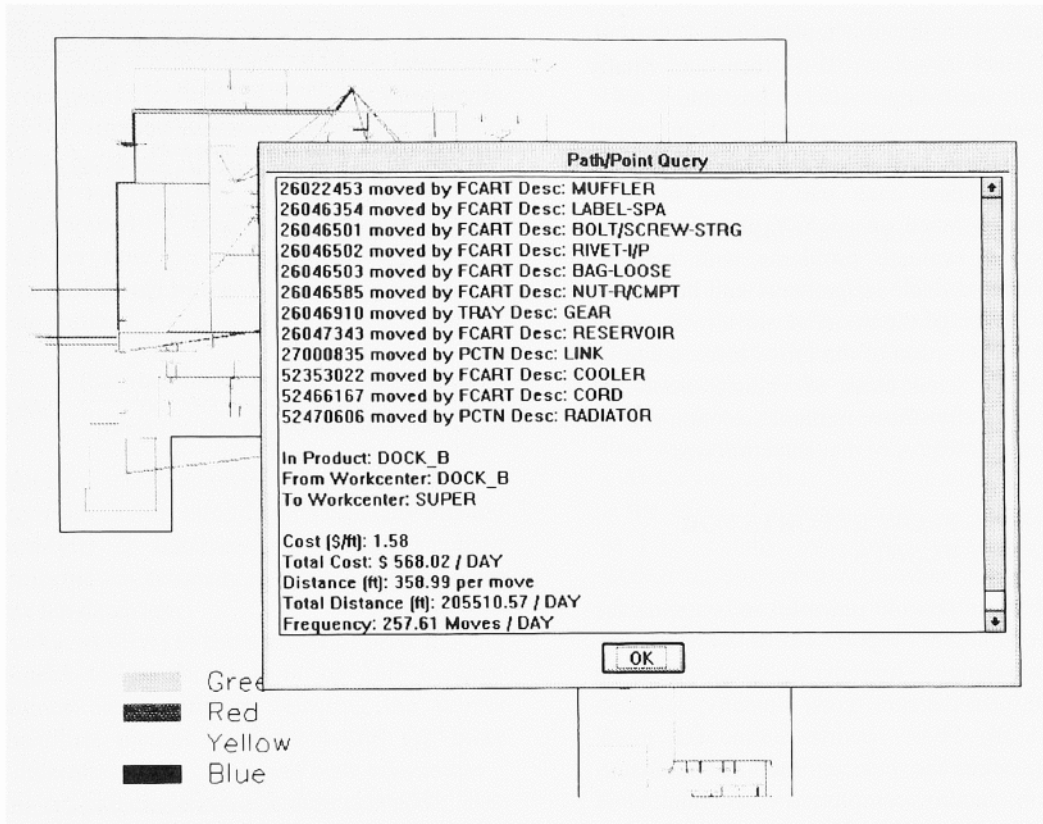 Path/Point Query
26022453 moved by FCART Desc: MUFFLER
26046354 moved by FCART Desc: LABEL-SPA
26046501 moved by FCART Desc: BOLT/SCREW-STRG
26046502 moved by FCART Desc: RIVET-I/P
26046503 moved by FCART Desc: BAG-LOOSE
26046585 moved by FCART Desc: NUT-R/CMPT
26046910 moved by TRAY Desc: GEAR
26047343 moved by FCART Desc: RESERVOIR
27000835 moved by PCTN Desc: LINK
52353022 moved by FCART Desc: COOLER
52466167 moved by FCART Desc: CORD
52470606 moved by PCTN Desc: RADIATOR
In Product: DOCK_B
From Workcenter: DOCK_B
To Workcenter: SUPER
Cost ($/ft): 1.58
Total Cost: $ 568.02 / DAY
Distance (ft): 358.99 per move
Total Distance (ft): 205510.57 / DAY
Frequency: 257.61 Moves / DAY
OK
Gree
Red
Yellow
Blue